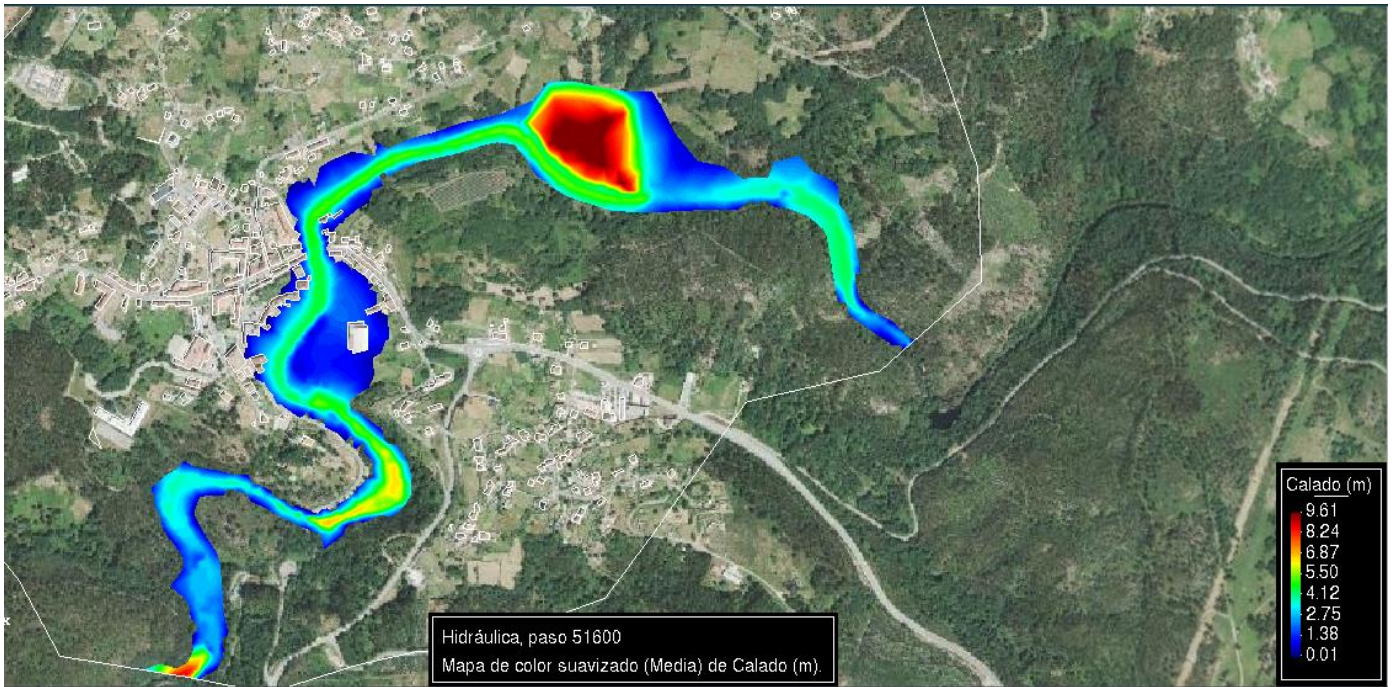 Calado (m)
9.61
8.24
6.87
5.50
4.12
2.75
1.38
0.01
Hidráulica, paso 51600
Mapa de color suavizado (Media) de Calado (m).